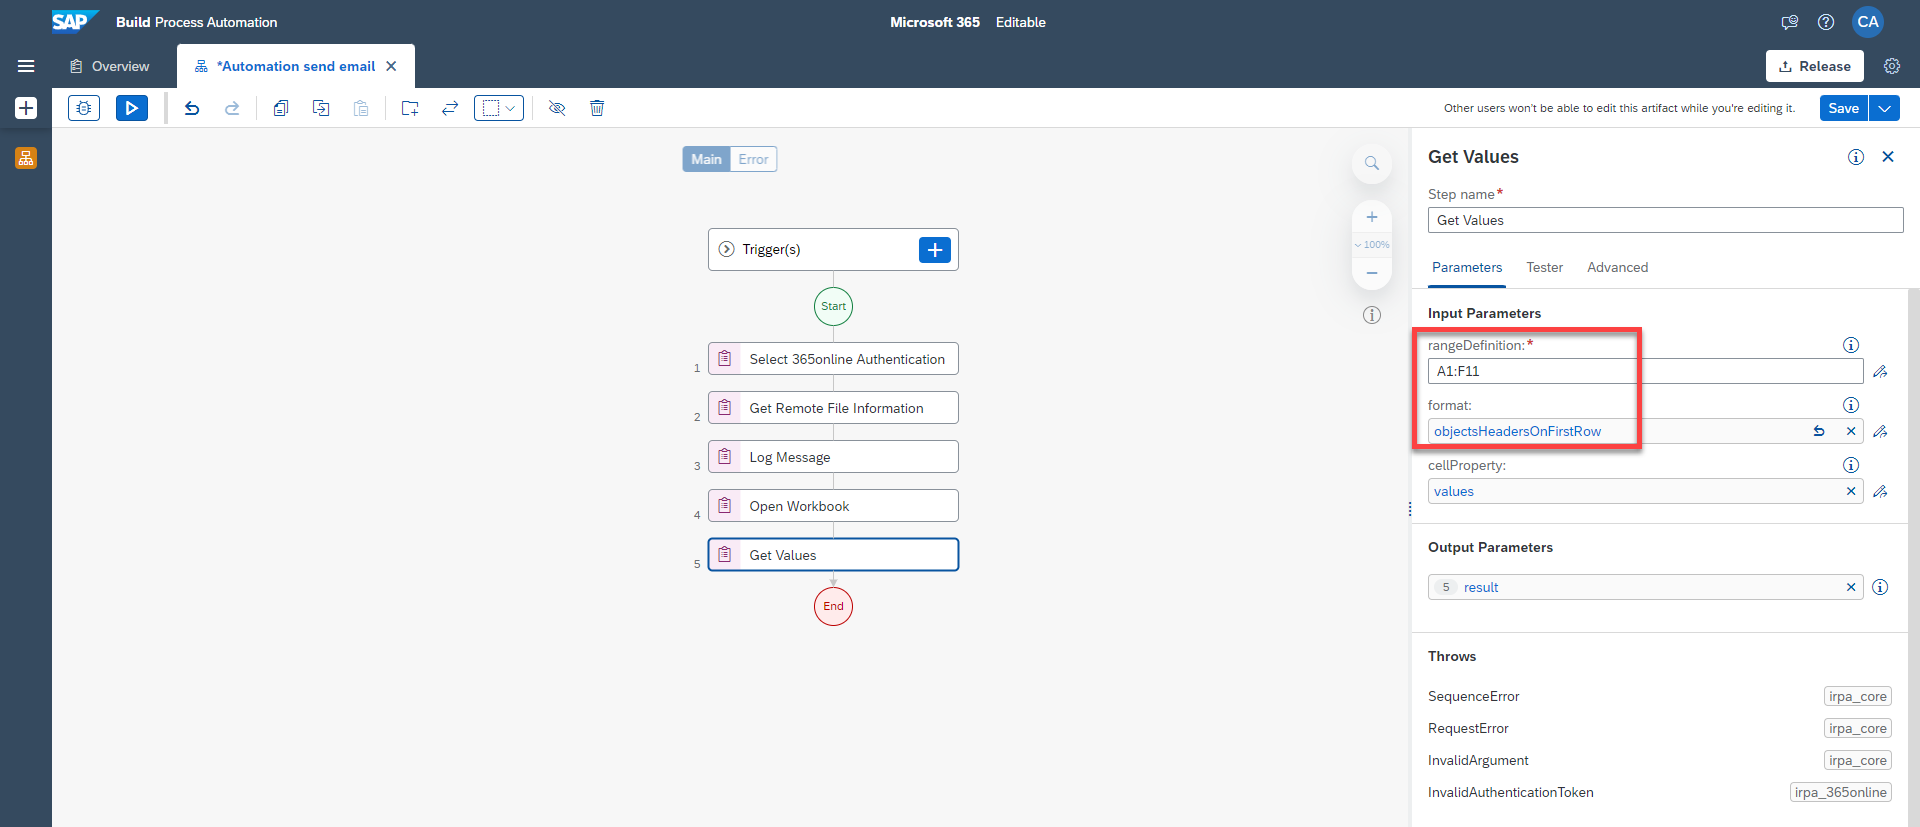 SAP Build Process Automation
Microsoft 365 Editable
CA
Overview
*Automation send email
Release
Other users won't be able to edit this artifact while you're editing it.
Save
Main Error
Trigger(s)
Start
1 Select 365online Authentication
2 Get Remote File Information
3 Log Message
4 Open Workbook
5 Get Values
End
100%
Get Values
Step name*
Get Values
Parameters Tester Advanced
Input Parameters
rangeDefinition:*
A1:F11
format:
objectsHeadersOnFirstRow
cellProperty:
values
Output Parameters
5 result
Throws
SequenceError irpa_core
RequestError irpa_core
InvalidArgument irpa_core
InvalidAuthenticationToken irpa_365online